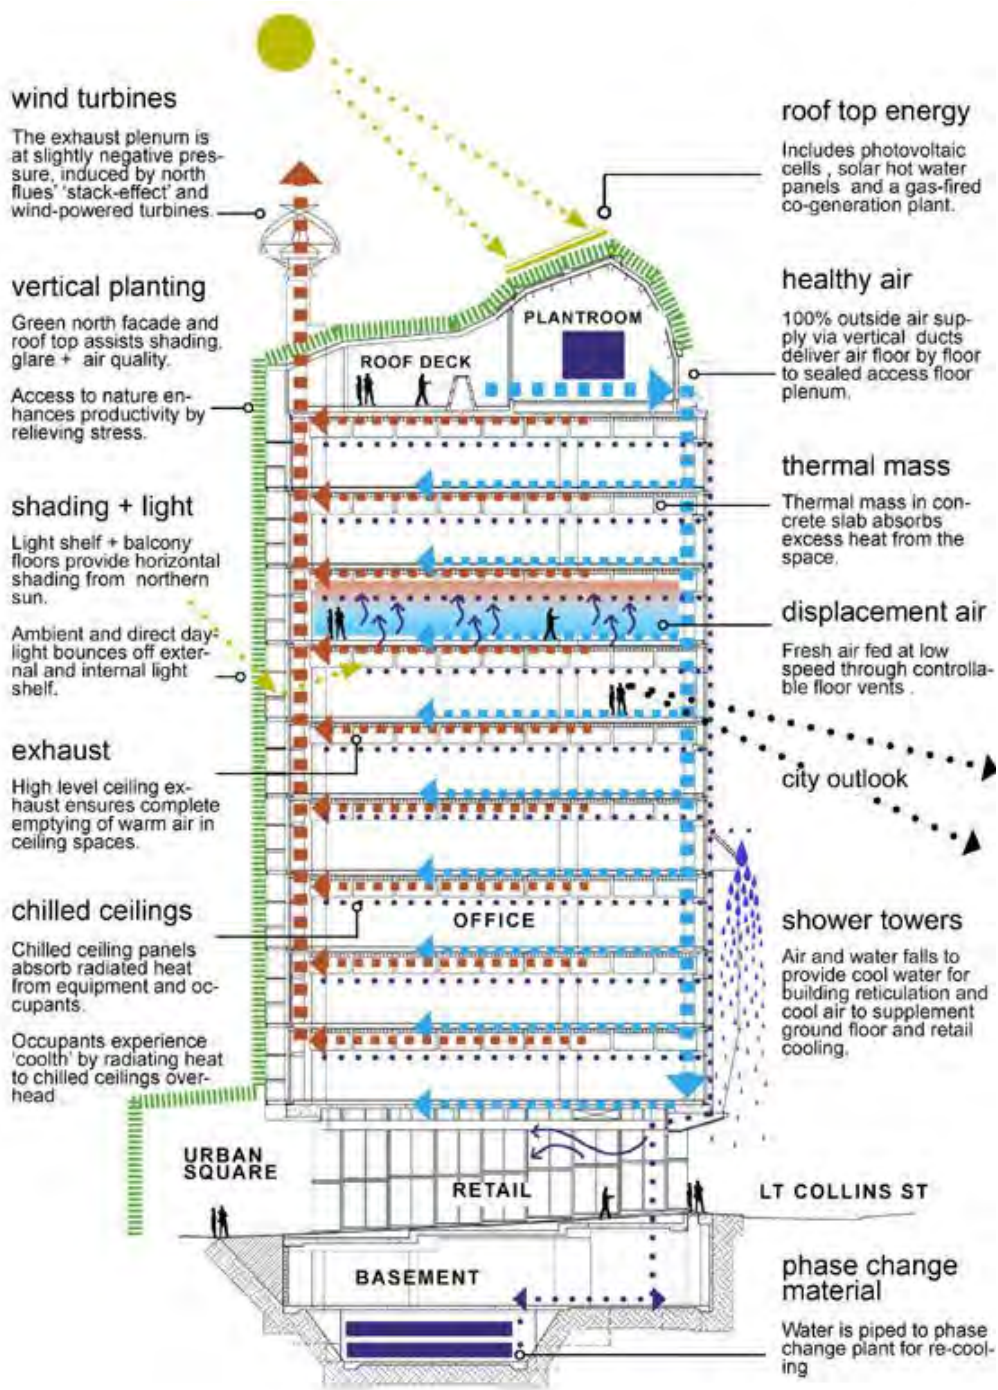 wind turbines
The exhaust plenum is
at slightly negative pres-
sure, induced by north
flues' 'stack-effect' and
wind-powered turbines.
vertical planting
Green north facade and
roof top assists shading,
glare + air quality.
Access to nature en-
hances productivity by
relieving stress.
shading + light
Light shelf + balcony
floors provide horizontal
shading from northern
sun.
Ambient and direct day-
light bounces off exter-
nal and internal light
shelf.
exhaust
High level ceiling ex-
haust ensures complete
emptying of warm air in
ceiling spaces.
chilled ceilings
Chilled ceiling panels
absorb radiated heat
from equipment and oc-
cupants.
Occupants experience
'coolth' by radiating heat
to chilled ceilings over-
head
PLANTROOM
ROOF DECK
OFFICE
URBAN
SQUARE
RETAIL
LT COLLINS ST
BASEMENT
roof top energy
Includes photovoltaic
cells , solar hot water
panels and a gas-fired
co-generation plant.
healthy air
100% outside air sup-
ply via vertical ducts
deliver air floor by floor
to sealed access floor
plenum.
thermal mass
Thermal mass in con-
crete slab absorbs
excess heat from the
space.
displacement air
Fresh air fed at low
speed through controlla-
ble floor vents .
city outlook
shower towers
Air and water falls to
provide cool water for
building reticulation and
cool air to supplement
ground floor and retail
cooling.
phase change
material
Water is piped to phase
change plant for re-cool-
ing